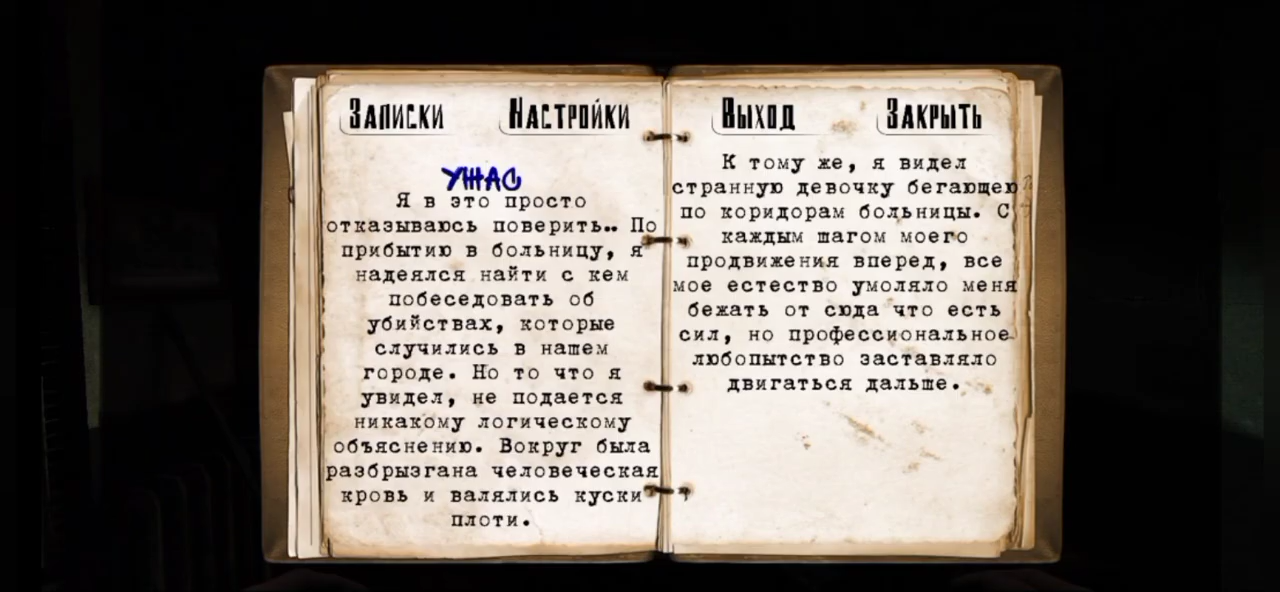 Записки
Настройки
Выход
Закрыть
УЖАС
Я в это просто
отказываюсь поверить.. По
прибытию в больницу, я
надеялся найти с кем
побеседовать об
убийствах, которые
случились в нашем
городе. Но то что я
увидел, не подается
никакому логическому
объяснению. Вокруг была
разбрызгана человеческая
кровь и валялись куски
плоти.
К тому же, я видел
странную девочку бегающею
по коридорам больницы. С
каждым шагом моего
продвижения вперед, все
мое естество умоляло меня
бежать от сюда что есть
сил, но профессиональное
любопытство заставляло
двигаться дальше.